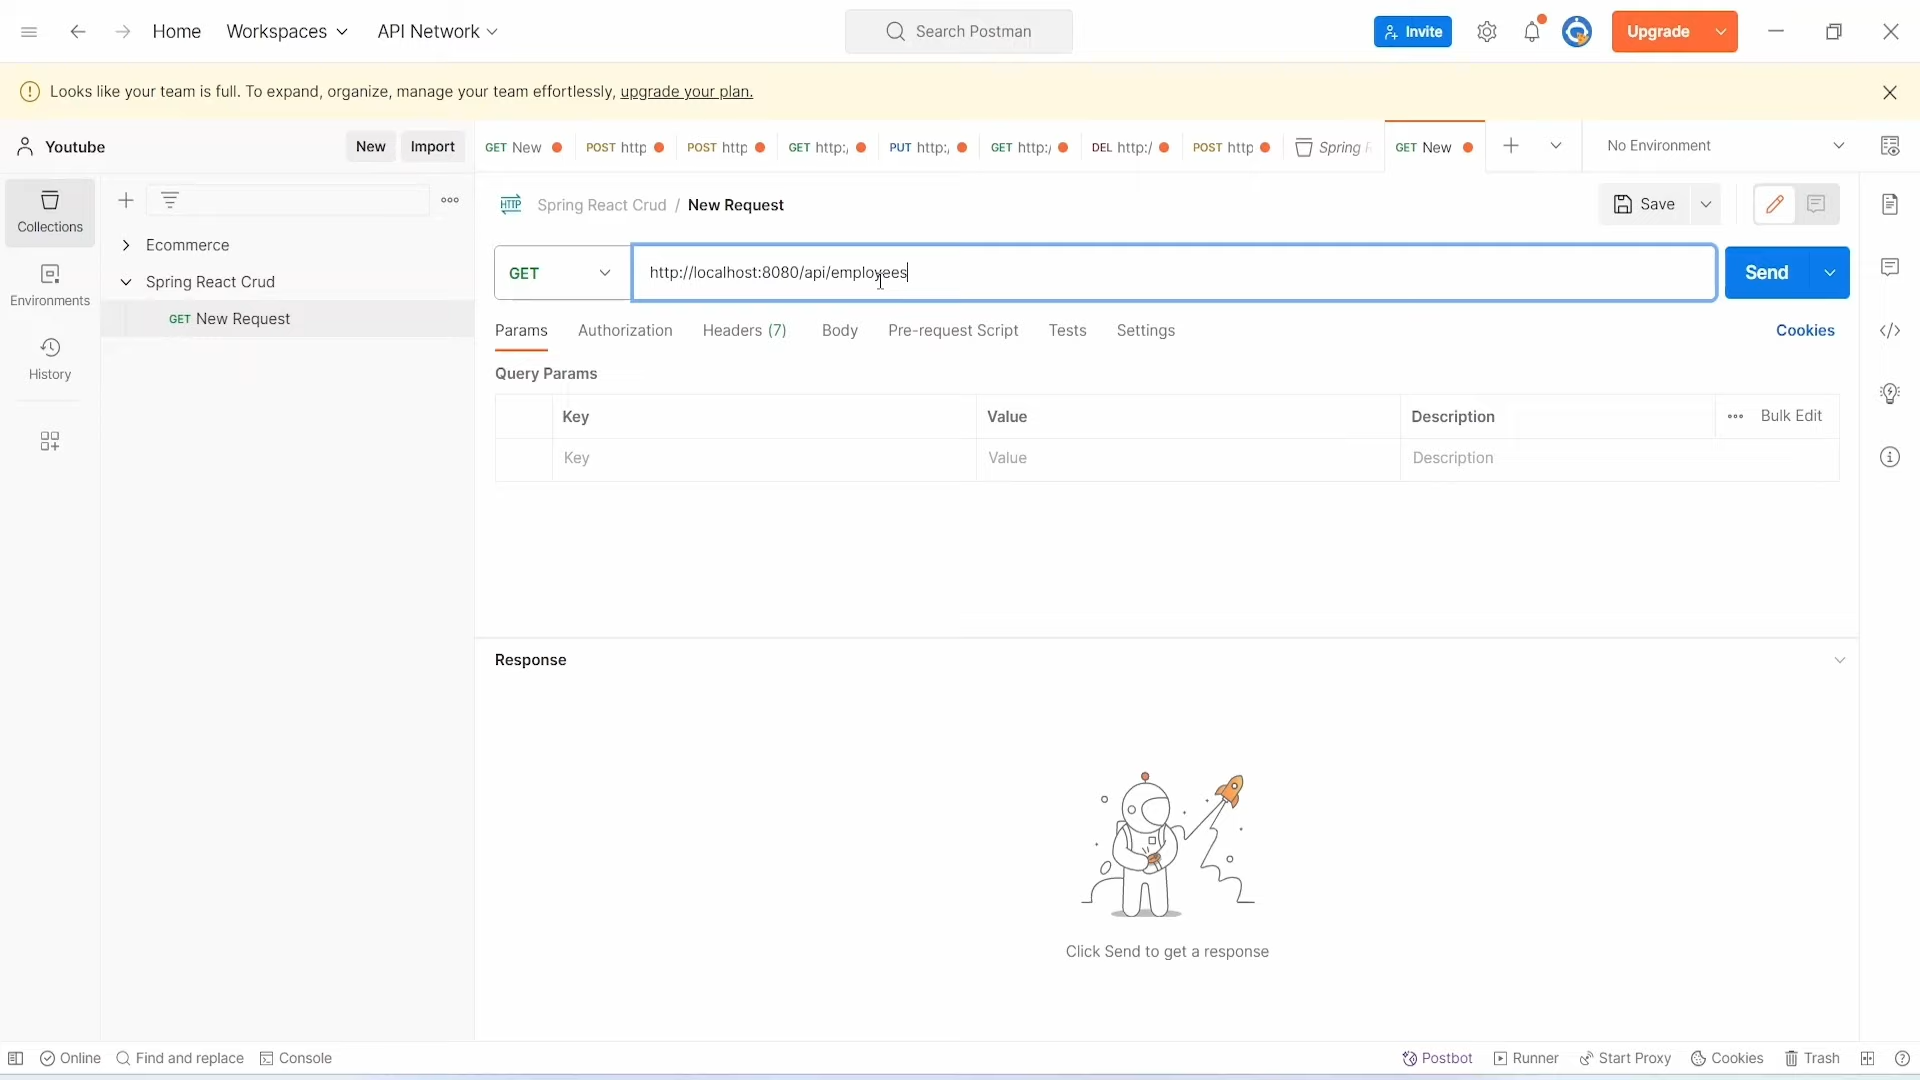 Home Workspaces API Network Search Postman Invite Upgrade
Looks like your team is full. To expand, organize, manage your team effortlessly, upgrade your plan.
Youtube New Import GET New POST http POST http GET http:/ PUT http:/ GET http:/ DEL http:/ POST http Spring GET New No Environment
Collections
Environments
History
Ecommerce
Spring React Crud
GET New Request
HTTP Spring React Crud / New Request Save
GET http://localhost:8080/api/employees Send
Params Authorization Headers (7) Body Pre-request Script Tests Settings Cookies
Query Params
Key Value Description Bulk Edit
Key Value Description
Response
Click Send to get a response
Online Find and replace Console Postbot Runner Start Proxy Cookies Trash